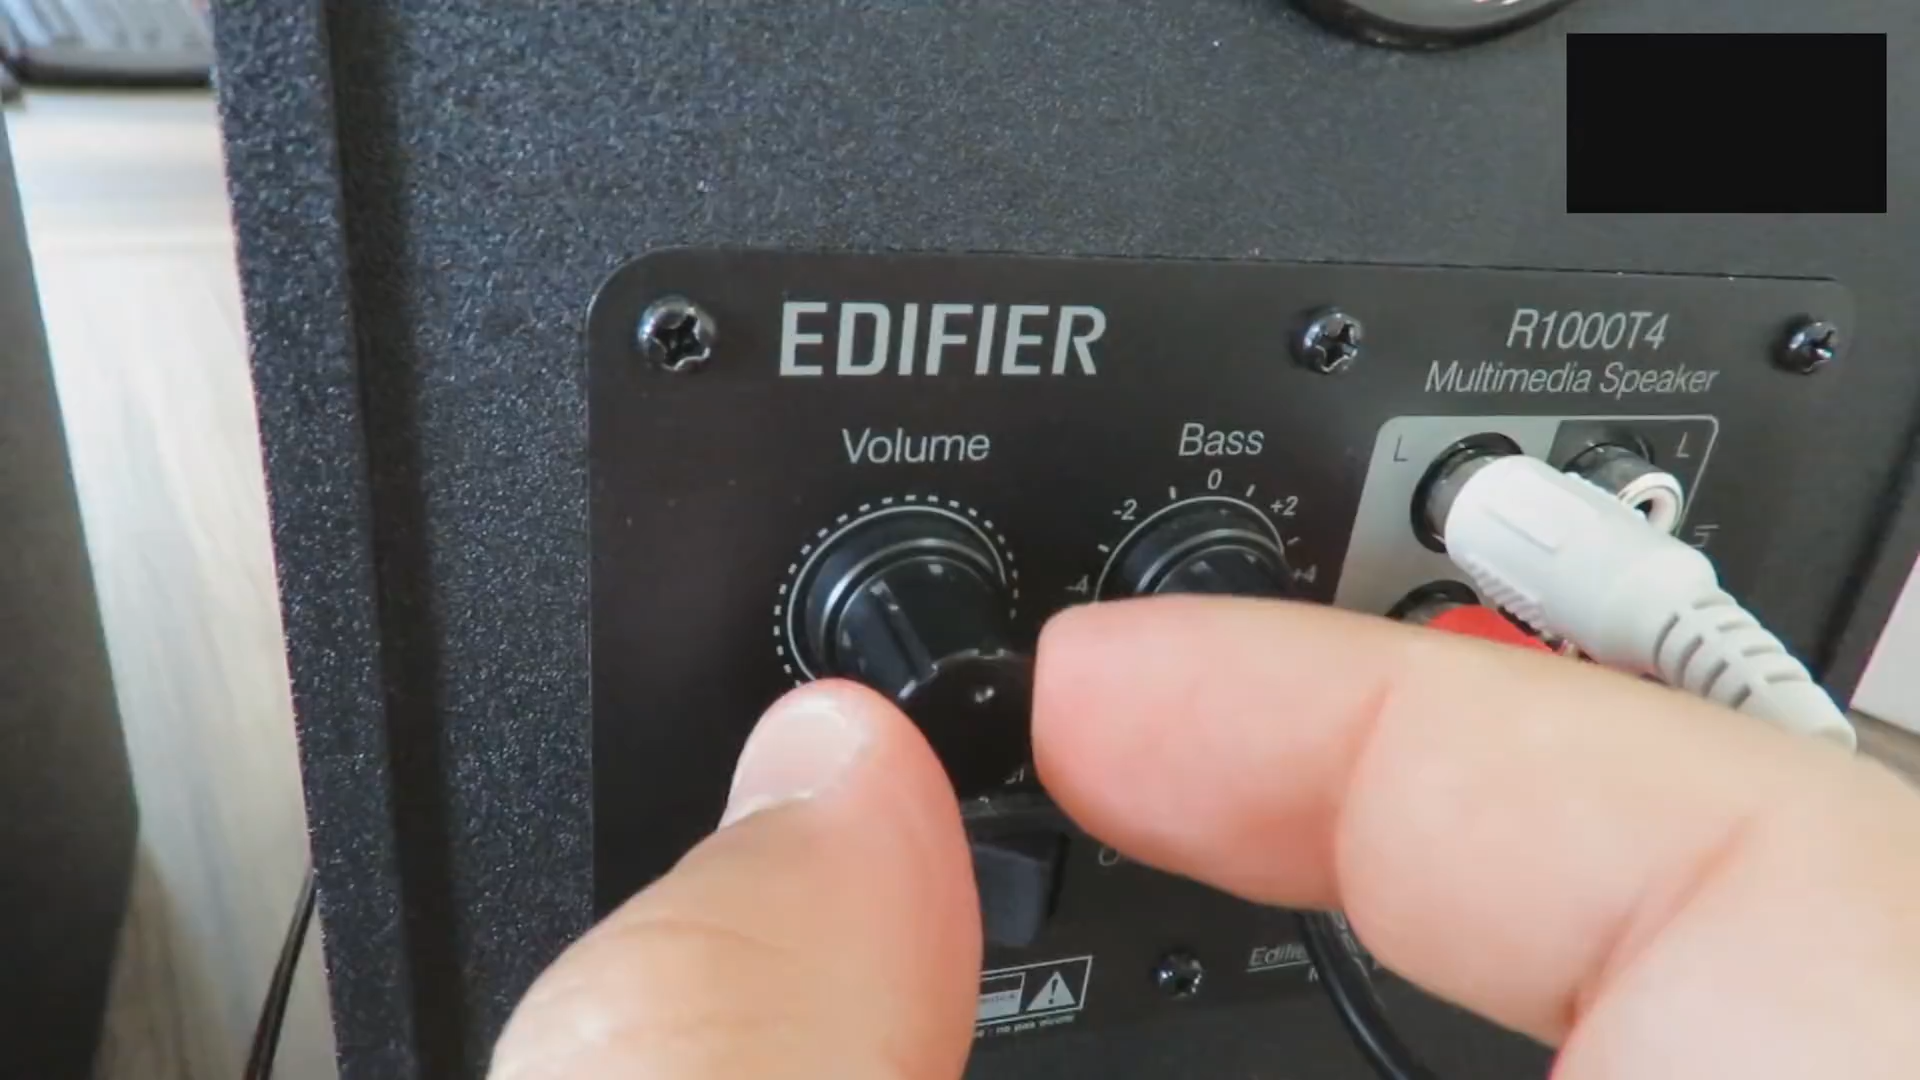 EDIFIER
R1000T4
Multimedia Speaker
Volume
Bass
0
-2
+2
-4
+4
L
L